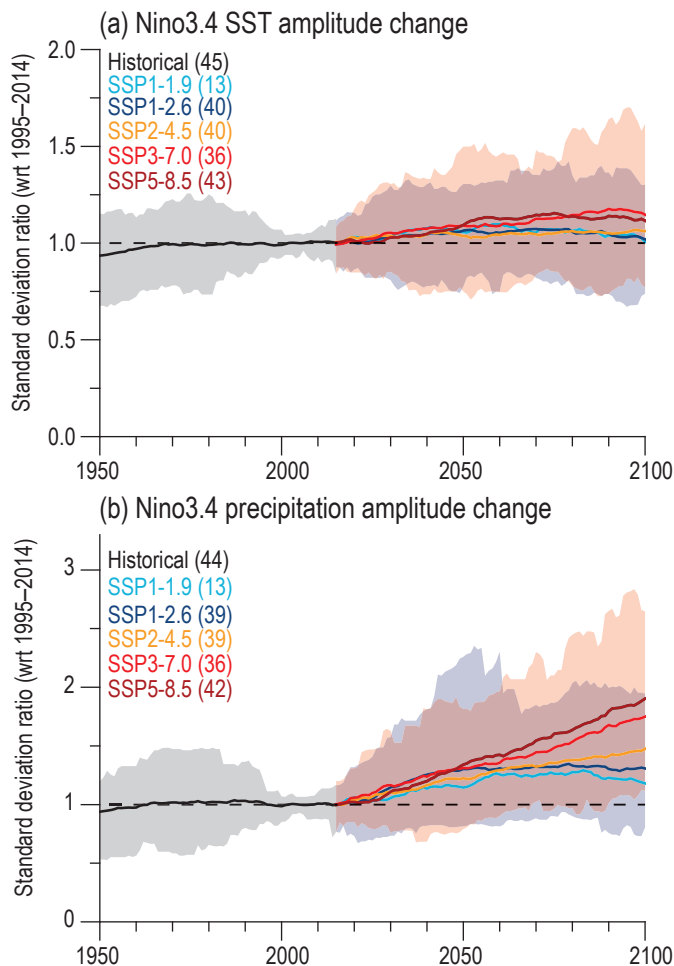 (a) Nino3.4 SST amplitude change
Standard deviation ratio (wrt 1995–2014)
2.0
1.5
1.0
0.5
0.0
Historical (45)
SSP1-1.9 (13)
SSP1-2.6 (40)
SSP2-4.5 (40)
SSP3-7.0 (36)
SSP5-8.5 (43)
1950 2000 2050 2100
(b) Nino3.4 precipitation amplitude change
Standard deviation ratio (wrt 1995–2014)
3
2
1
0
Historical (44)
SSP1-1.9 (13)
SSP1-2.6 (39)
SSP2-4.5 (39)
SSP3-7.0 (36)
SSP5-8.5 (42)
1950 2000 2050 2100